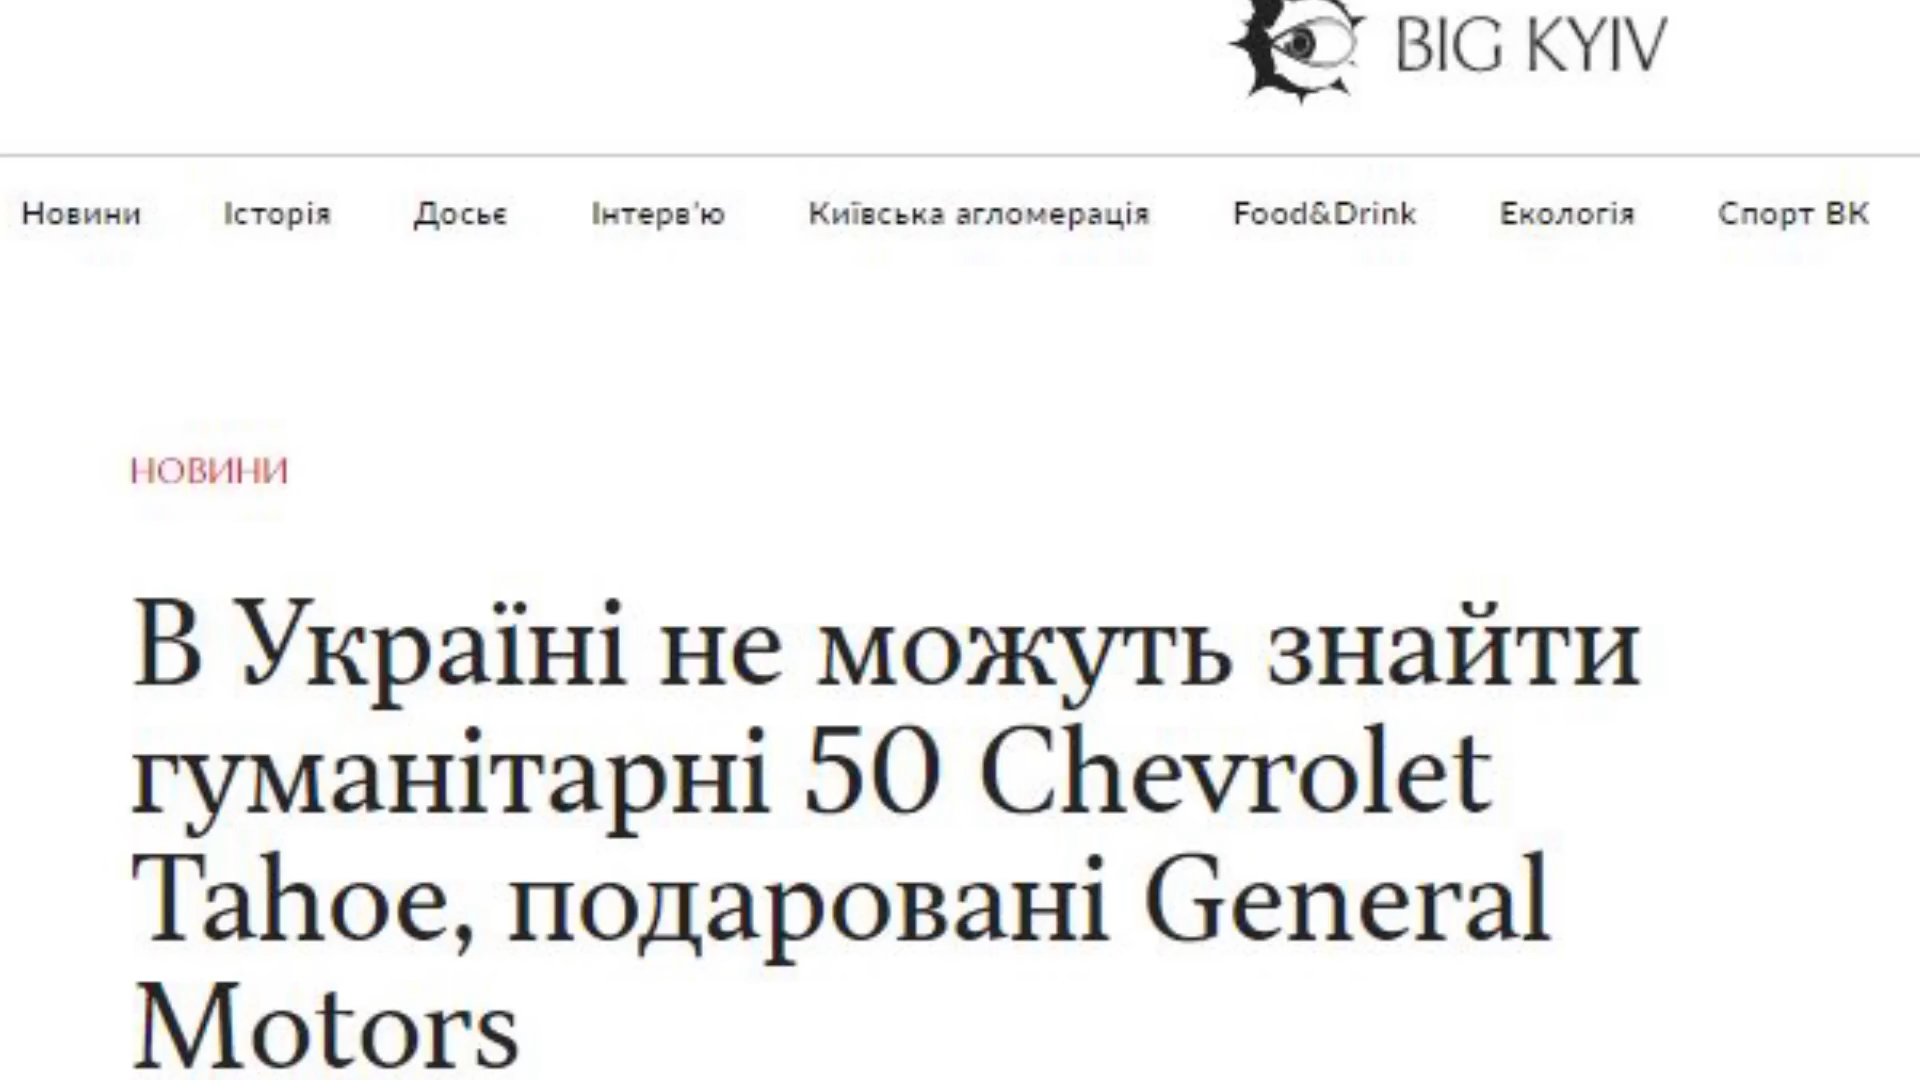 BIG KYIV
Новини Історія Досьє Інтерв'ю Київська агломерація Food&Drink Екологія Спорт ВК
НОВИНИ
В Україні не можуть знайти
гуманітарні 50 Chevrolet
Tahoe, подаровані General
Motors